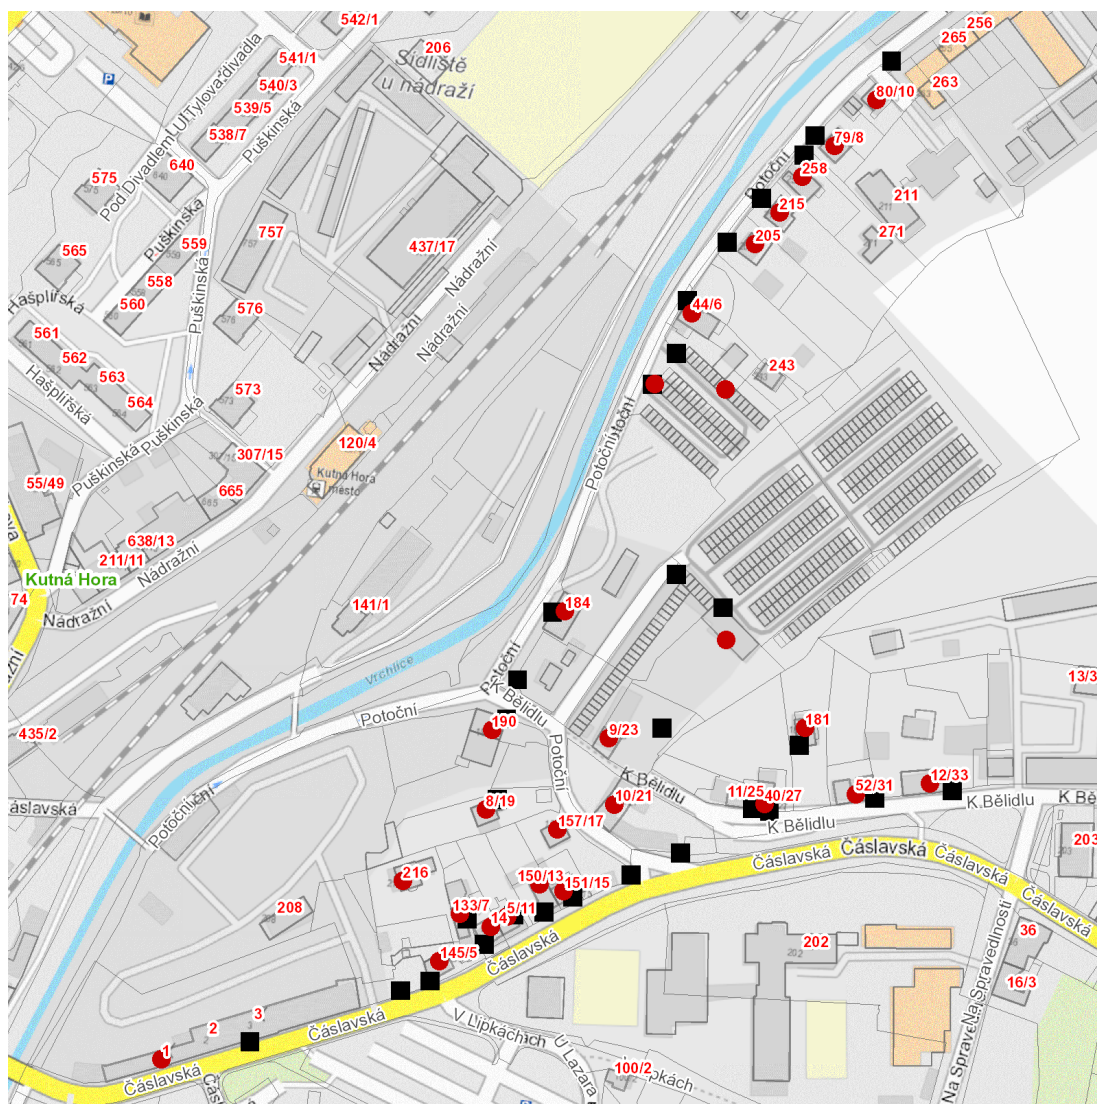 542/1
206
Sídliště
u nádraží
541/1
540/3
539/5
538/7
Puškinská
Pod Divadlem
U Tylova divadla
640
575
565
Puškinská
559
558
560
Hašplířská
757
576
Puškinská
437/17
Nádražní
Nádražní
Nádražní
561
562
563
564
Hašplířská
573
Puškinská
Puškinská
307/15
120/4
Kutná Hora
město
665
55/49
638/13
211/11
Nádražní
Kutná Hora
74
Nádražní
141/1
435/2
Vrchlice
Potoční
Potoční
256
265
263
80/10
79/8
258
Potoční
215
205
211
271
44/6
243
Potoční
184
Potoční
K Bělidlu
190
9/23
Potoční
K Bělidlu
181
13/3
11/25
40/27
52/31
12/33
K Bělidlu
K Bělidlu
8/19
10/21
157/17
Čáslavská
Čáslavská
Čáslavská
Čáslavská
203
216
150/13
151/15
133/7
5/11
14
208
145/5
Čáslavská
202
36
16/3
Na Spravedlnosti
Na Spravedlnosti
3
2
1
Čáslavská
Čáslavská
V Lipkách
U Lazara
100/2